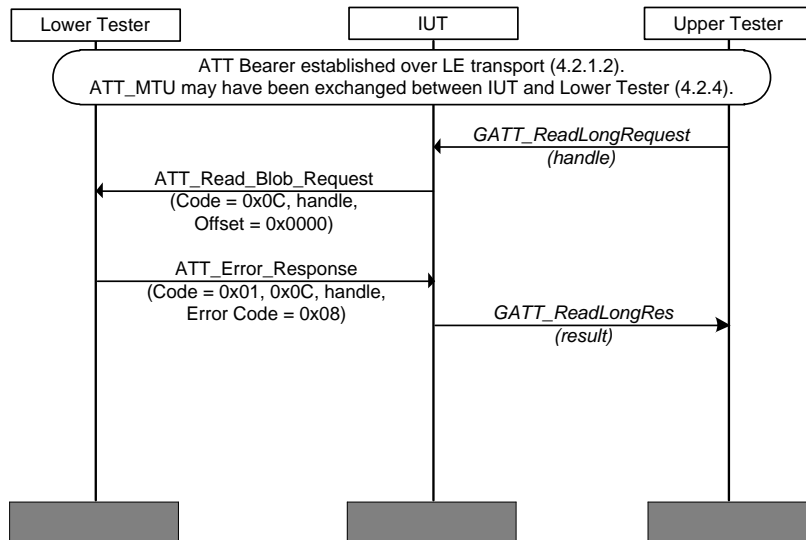 Lower Tester
IUT
Upper Tester
ATT Bearer established over LE transport (4.2.1.2).
ATT_MTU may have been exchanged between IUT and Lower Tester (4.2.4).
GATT_ReadLongRequest
(handle)
ATT_Read_Blob_Request
(Code = 0x0C, handle,
Offset = 0x0000)
ATT_Error_Response
(Code = 0x01, 0x0C, handle,
Error Code = 0x08)
GATT_ReadLongRes
(result)